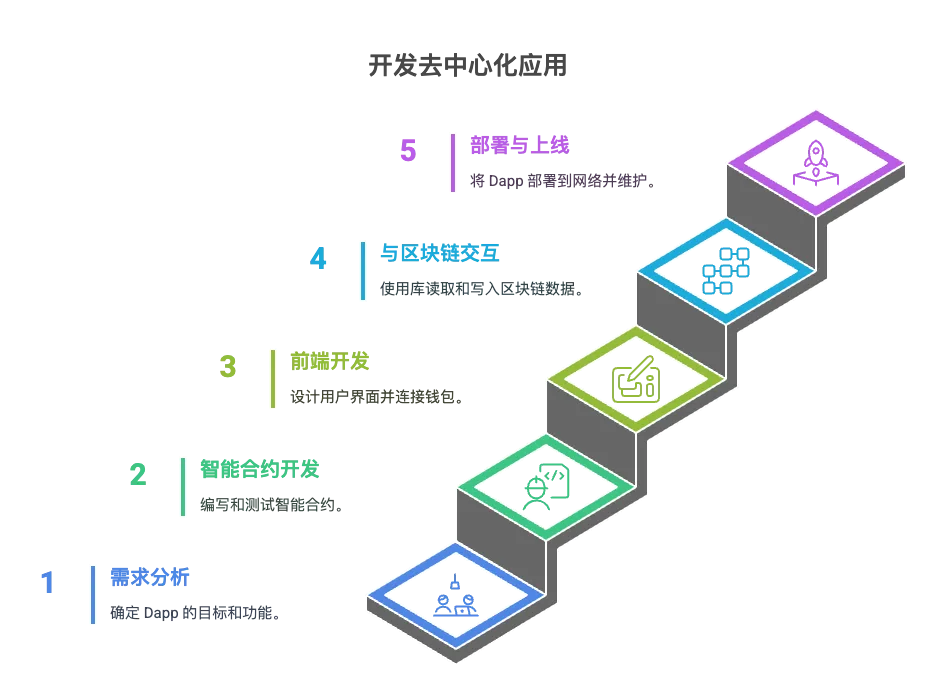 开发去中心化应用
5
部署与上线
将 Dapp 部署到网络并维护。
4
与区块链交互
使用库读取和写入区块链数据。
3
前端开发
设计用户界面并连接钱包。
2
智能合约开发
编写和测试智能合约。
1
需求分析
确定 Dapp 的目标和功能。